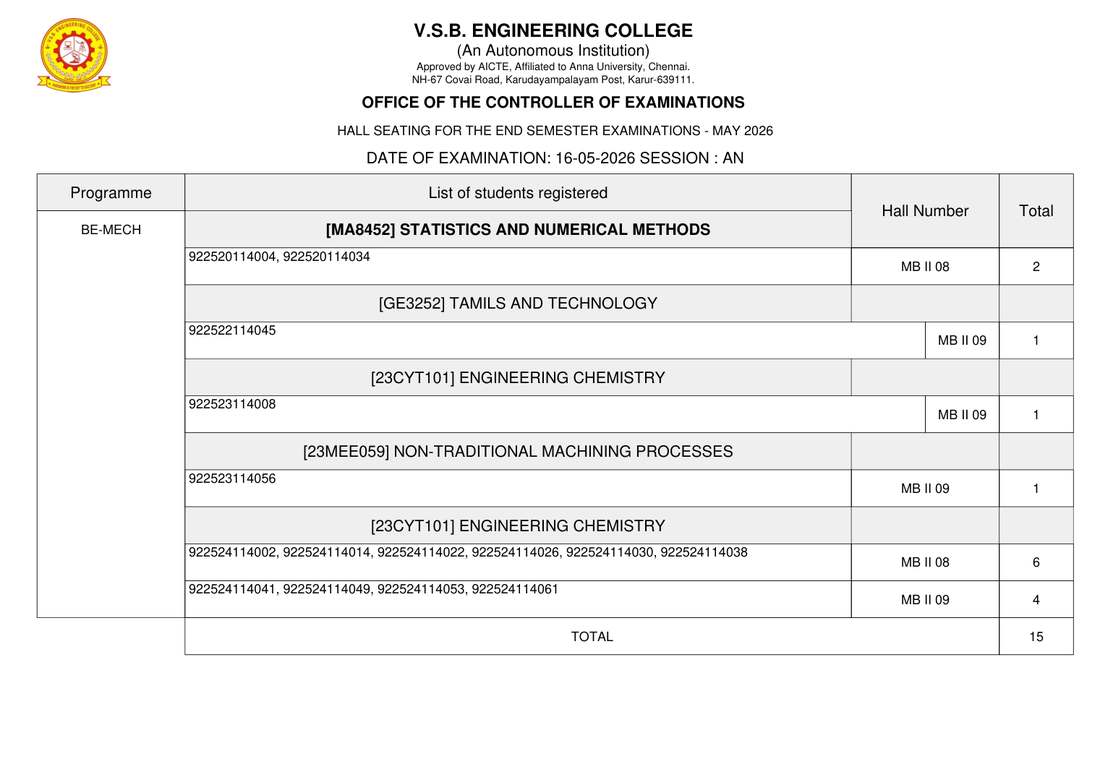 V.S.B. ENGINEERING COLLEGE
(An Autonomous Institution)
Approved by AICTE, Affiliated to Anna University, Chennai.
NH-67 Covai Road, Karudayampalayam Post, Karur-639111.
OFFICE OF THE CONTROLLER OF EXAMINATIONS
HALL SEATING FOR THE END SEMESTER EXAMINATIONS - MAY 2026
DATE OF EXAMINATION: 16-05-2026 SESSION : AN
Programme List of students registered Hall Number Total
BE-MECH [MA8452] STATISTICS AND NUMERICAL METHODS
922520114004, 922520114034 MB II 08 2
[GE3252] TAMILS AND TECHNOLOGY
922522114045 MB II 09 1
[23CYT101] ENGINEERING CHEMISTRY
922523114008 MB II 09 1
[23MEE059] NON-TRADITIONAL MACHINING PROCESSES
922523114056 MB II 09 1
[23CYT101] ENGINEERING CHEMISTRY
922524114002, 922524114014, 922524114022, 922524114026, 922524114030, 922524114038 MB II 08 6
922524114041, 922524114049, 922524114053, 922524114061 MB II 09 4
TOTAL 15